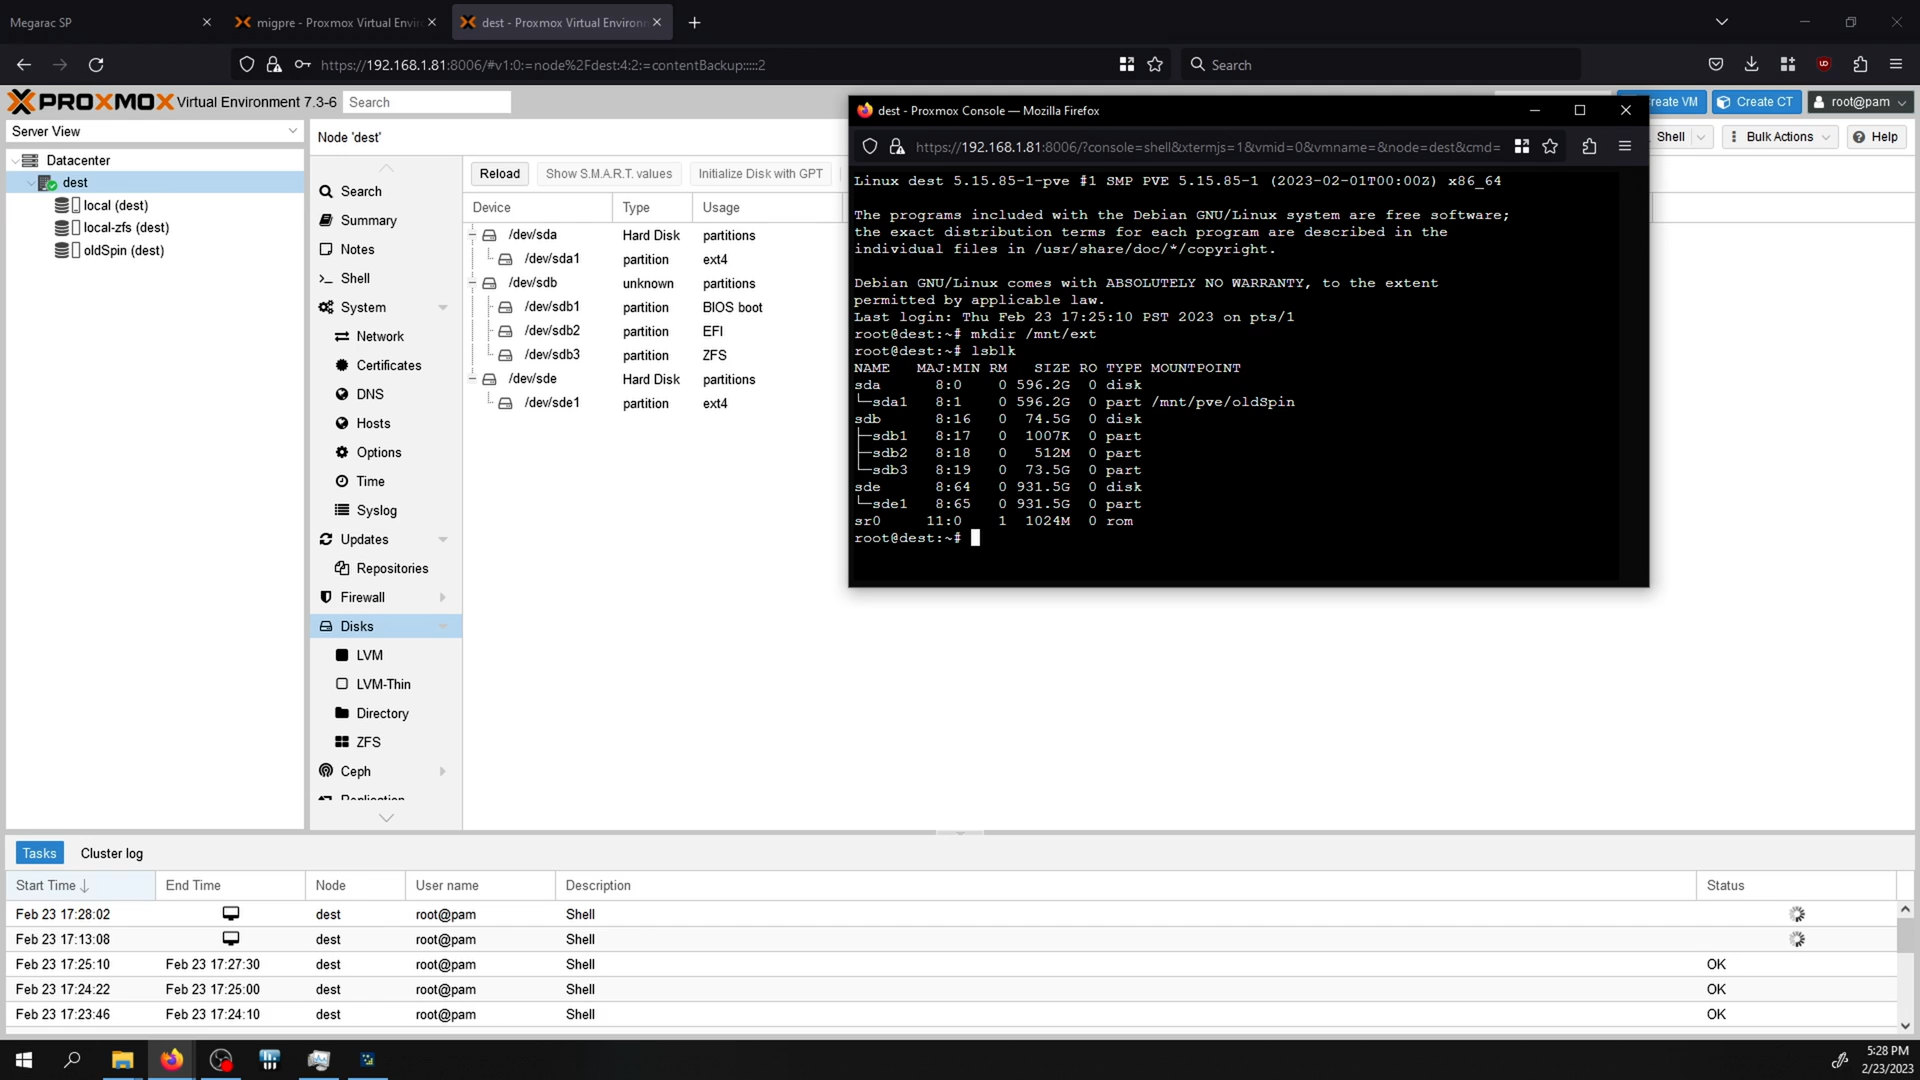 Megarac SP
migpre - Proxmox Virtual Envir
dest - Proxmox Virtual Environ
https://192.168.1.81:8006/#v1:0:=node%2Fdest:4:2:=contentBackup:::::2
Search
PROXMOX Virtual Environment 7.3-6
Search
Create VM
Create CT
root@pam
Server View
Datacenter
dest
local (dest)
local-zfs (dest)
oldSpin (dest)
Node 'dest'
Shell
Bulk Actions
Help
Search
Summary
Notes
Shell
System
Network
Certificates
DNS
Hosts
Options
Time
Syslog
Updates
Repositories
Firewall
Disks
LVM
LVM-Thin
Directory
ZFS
Ceph
Replication
Reload
Show S.M.A.R.T. values
Initialize Disk with GPT
Device Type Usage
/dev/sda Hard Disk partitions
/dev/sda1 partition ext4
/dev/sdb unknown partitions
/dev/sdb1 partition BIOS boot
/dev/sdb2 partition EFI
/dev/sdb3 partition ZFS
/dev/sde Hard Disk partitions
/dev/sde1 partition ext4
dest - Proxmox Console — Mozilla Firefox
https://192.168.1.81:8006/?console=shell&xtermjs=1&vmid=0&vmname=&node=dest&cmd=
Linux dest 5.15.85-1-pve #1 SMP PVE 5.15.85-1 (2023-02-01T00:00Z) x86_64
The programs included with the Debian GNU/Linux system are free software;
the exact distribution terms for each program are described in the
individual files in /usr/share/doc/*/copyright.
Debian GNU/Linux comes with ABSOLUTELY NO WARRANTY, to the extent
permitted by applicable law.
Last login: Thu Feb 23 17:25:10 PST 2023 on pts/1
root@dest:~# mkdir /mnt/ext
root@dest:~# lsblk
NAME MAJ:MIN RM SIZE RO TYPE MOUNTPOINT
sda 8:0 0 596.2G 0 disk
└─sda1 8:1 0 596.2G 0 part /mnt/pve/oldSpin
sdb 8:16 0 74.5G 0 disk
├─sdb1 8:17 0 1007K 0 part
├─sdb2 8:18 0 512M 0 part
└─sdb3 8:19 0 73.5G 0 part
sde 8:64 0 931.5G 0 disk
└─sde1 8:65 0 931.5G 0 part
sr0 11:0 1 1024M 0 rom
root@dest:~#
Tasks
Cluster log
Start Time End Time Node User name Description Status
Feb 23 17:28:02 dest root@pam Shell
Feb 23 17:13:08 dest root@pam Shell
Feb 23 17:25:10 Feb 23 17:27:30 dest root@pam Shell OK
Feb 23 17:24:22 Feb 23 17:25:00 dest root@pam Shell OK
Feb 23 17:23:46 Feb 23 17:24:10 dest root@pam Shell OK
5:28 PM
2/23/2023